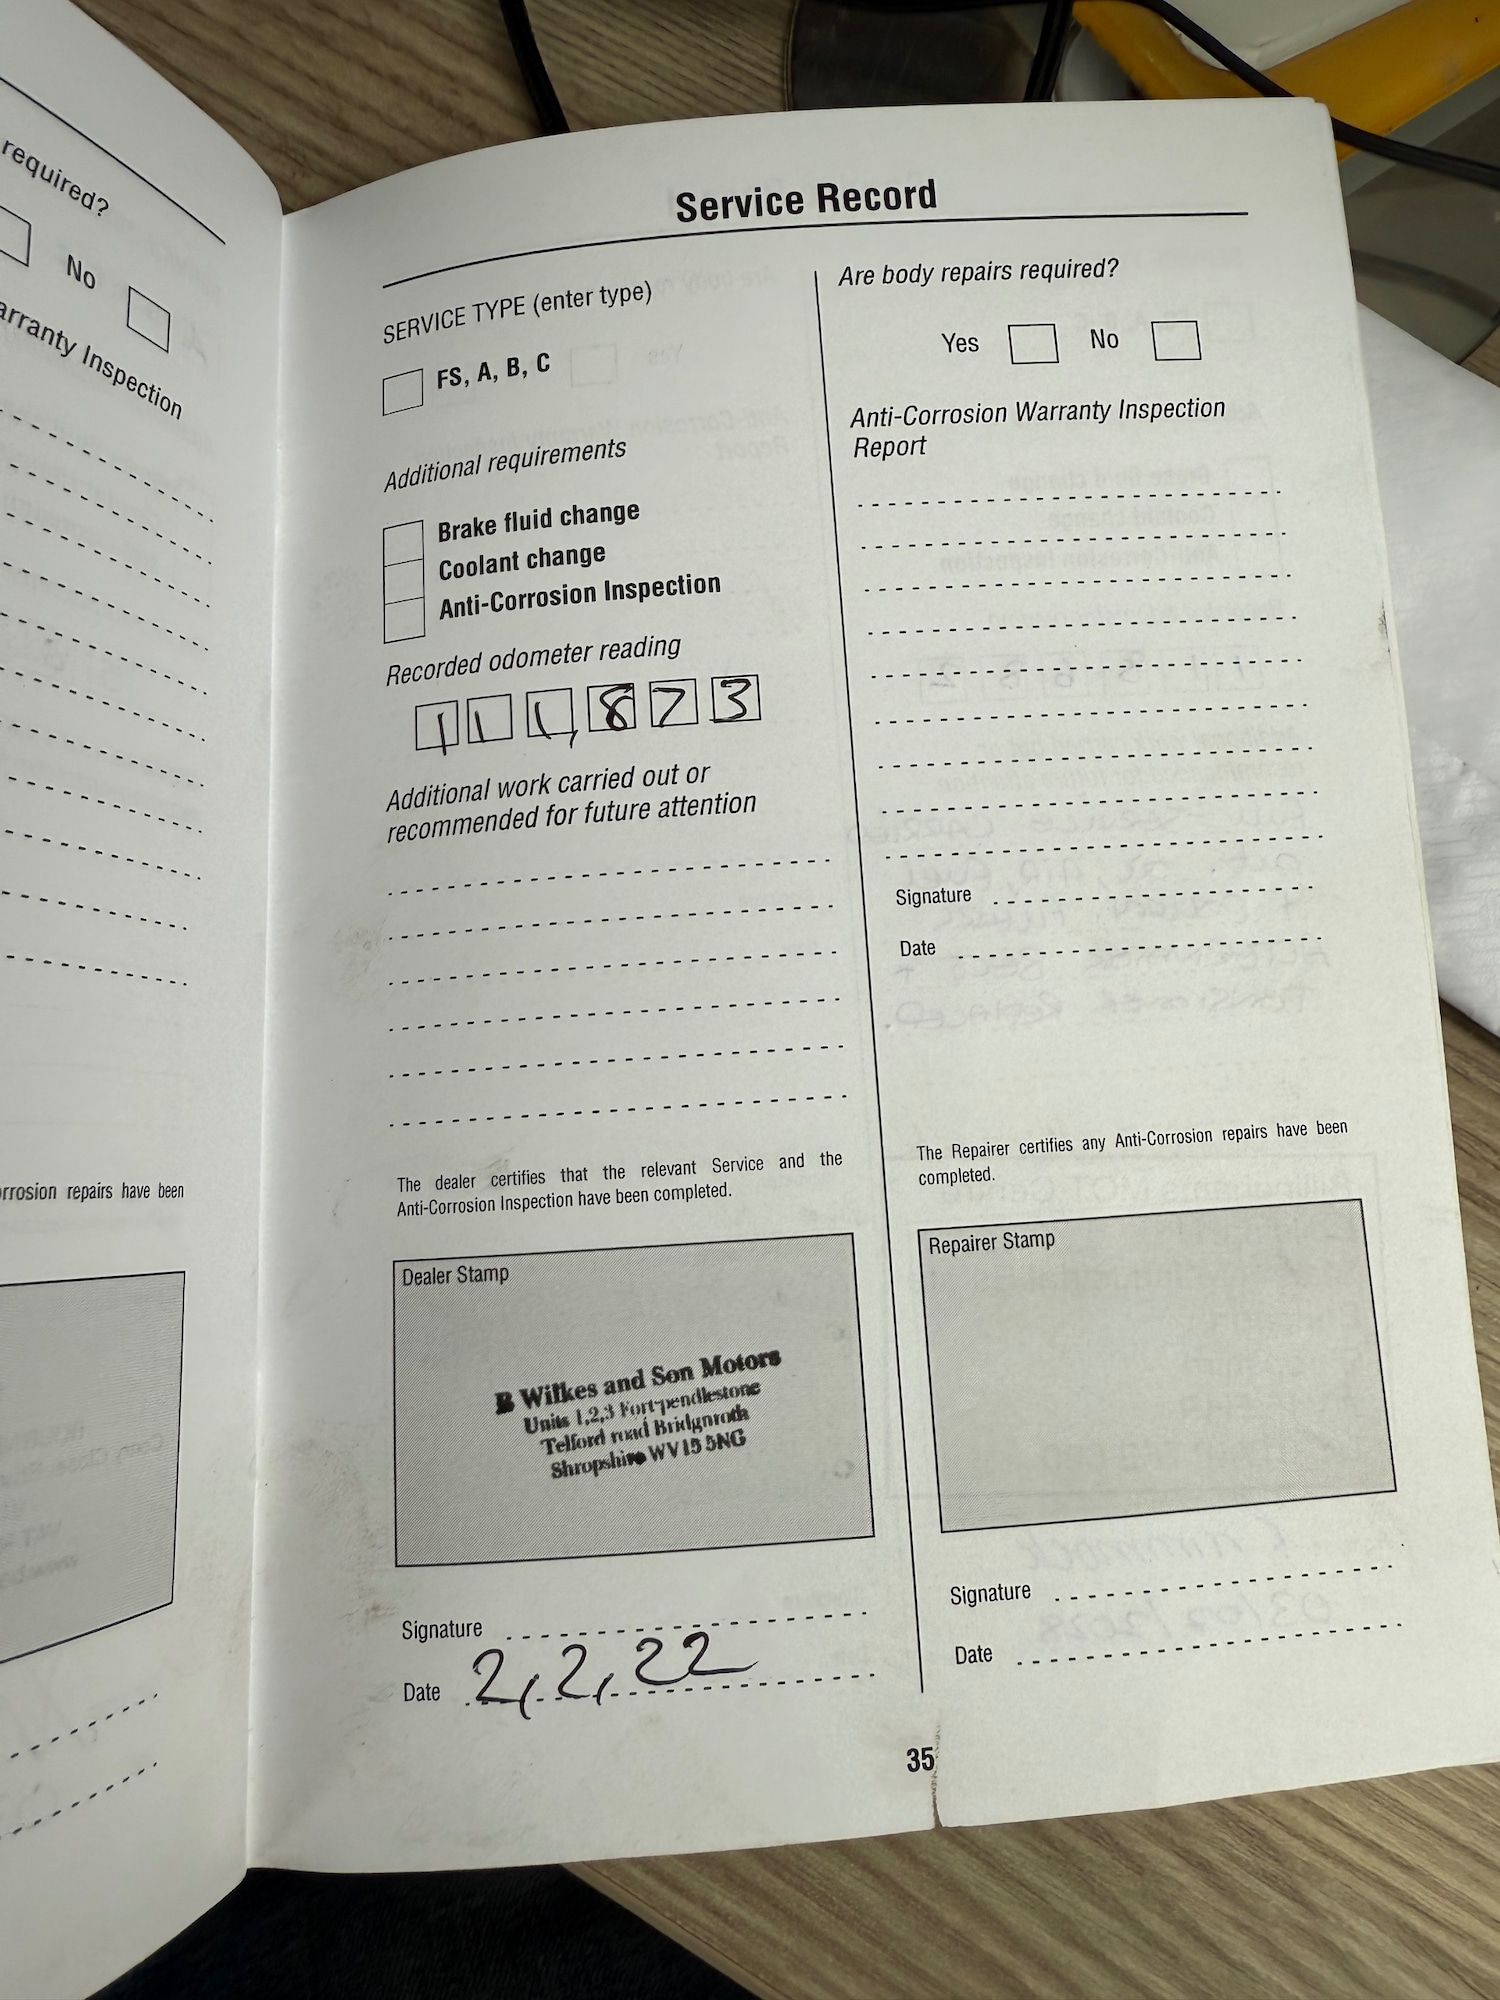 required?
No
arranty Inspection
orrosion repairs have been
Service Record
SERVICE TYPE (enter type)
FS, A, B, C
Additional requirements
Brake fluid change
Coolant change
Anti-Corrosion Inspection
Recorded odometer reading
111,873
Additional work carried out or
recommended for future attention
The dealer certifies that the relevant Service and the
Anti-Corrosion Inspection have been completed.
Dealer Stamp
B Wilkes and Son Motors
Units 1,2,3 Fort-pendlestone
Telford road Bridgnorth
Shropshire WV15 5NG
Signature
Date 2,2,22
Are body repairs required?
Yes No
Anti-Corrosion Warranty Inspection
Report
Signature
Date
The Repairer certifies any Anti-Corrosion repairs have been
completed.
Repairer Stamp
Signature
Date
35